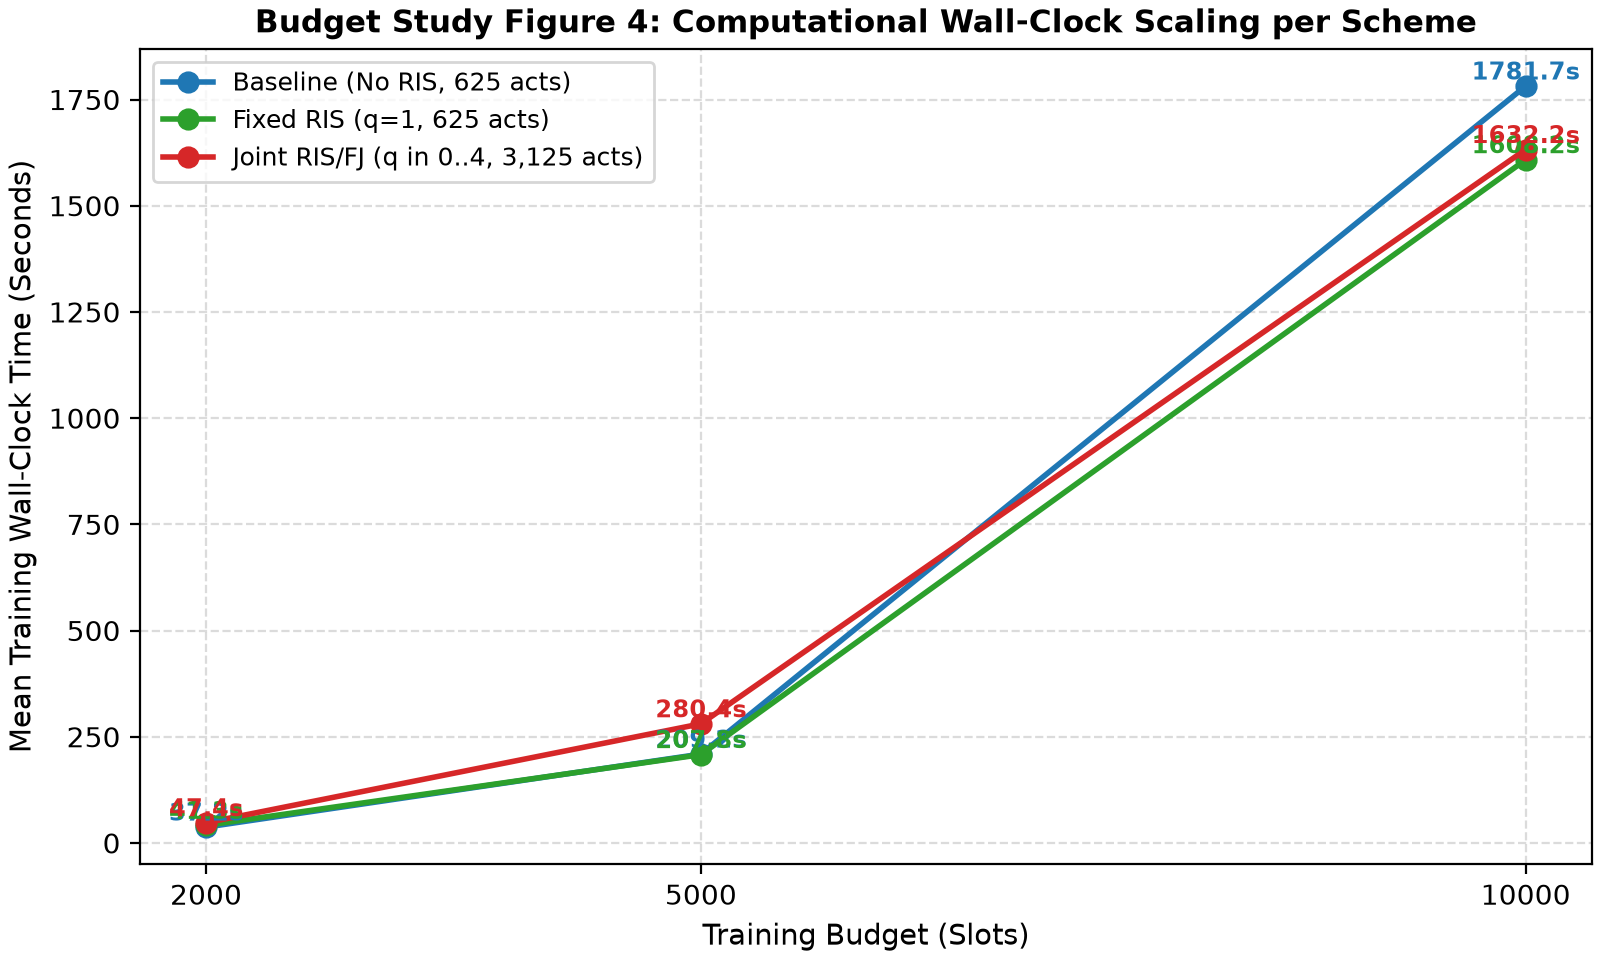 Budget Study Figure 4: Computational Wall-Clock Scaling per Scheme
Baseline (No RIS, 625 acts)
Fixed RIS (q=1, 625 acts)
Joint RIS/FJ (q in 0..4, 3,125 acts)
1781.7s
1632.2s
280.4s
47.4s
Mean Training Wall-Clock Time (Seconds)
1750
1500
1250
1000
750
500
250
0
2000
5000
10000
Training Budget (Slots)